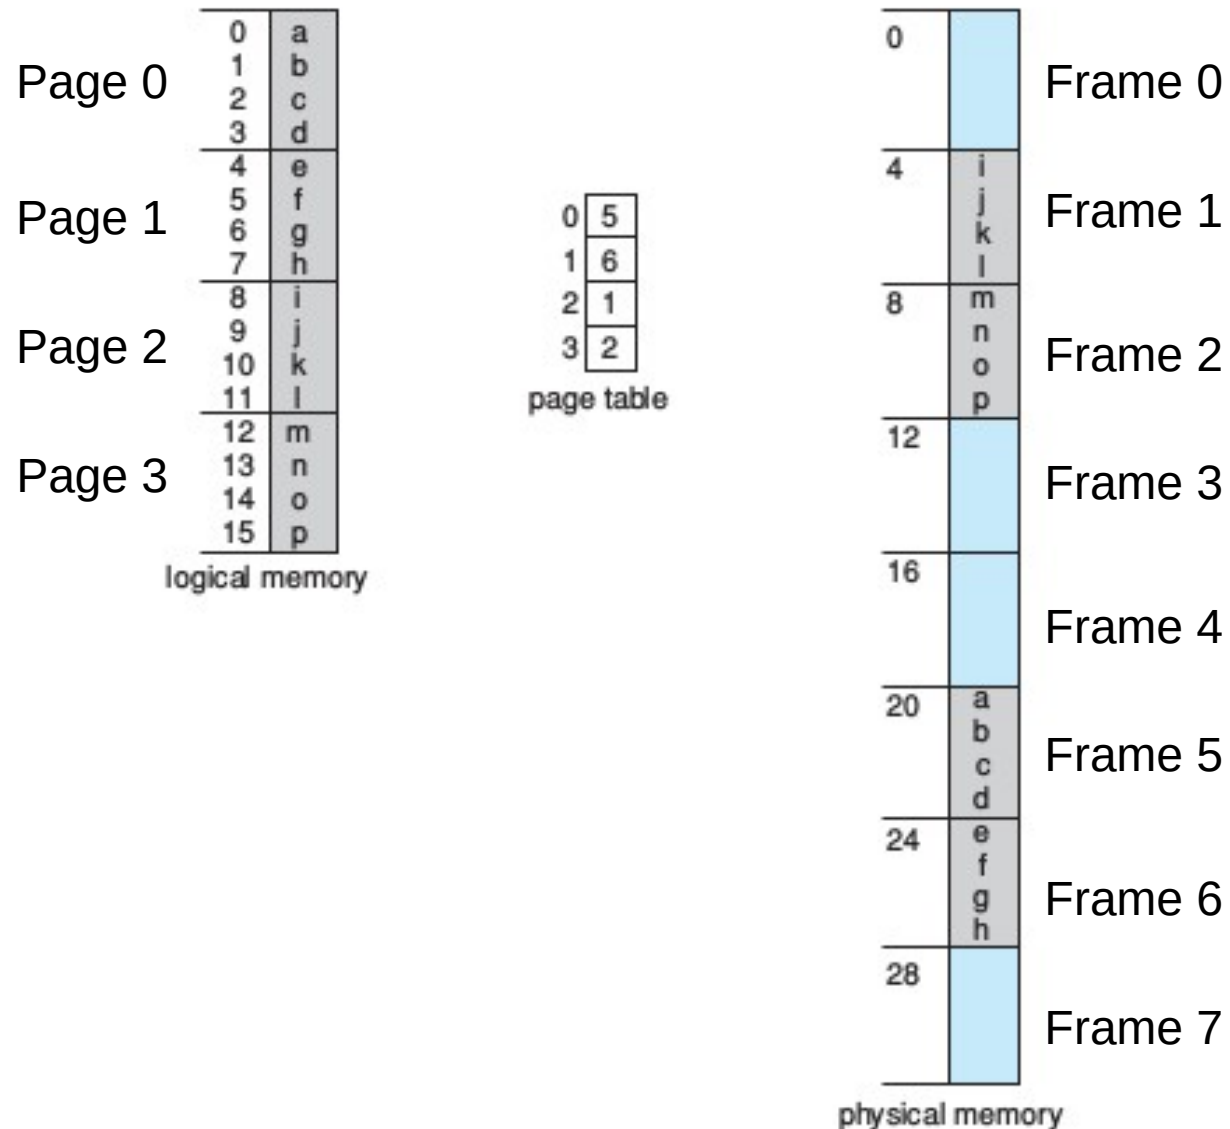 Page 0
0 a
1 b
2 c
3 d
Page 1
4 e
5 f
6 g
7 h
Page 2
8 i
9 j
10 k
11 l
Page 3
12 m
13 n
14 o
15 p
logical memory
0 5
1 6
2 1
3 2
page table
0
Frame 0
4 i
j
k
l
Frame 1
8 m
n
o
p
Frame 2
12
Frame 3
16
Frame 4
20 a
b
c
d
Frame 5
24 e
f
g
h
Frame 6
28
Frame 7
physical memory